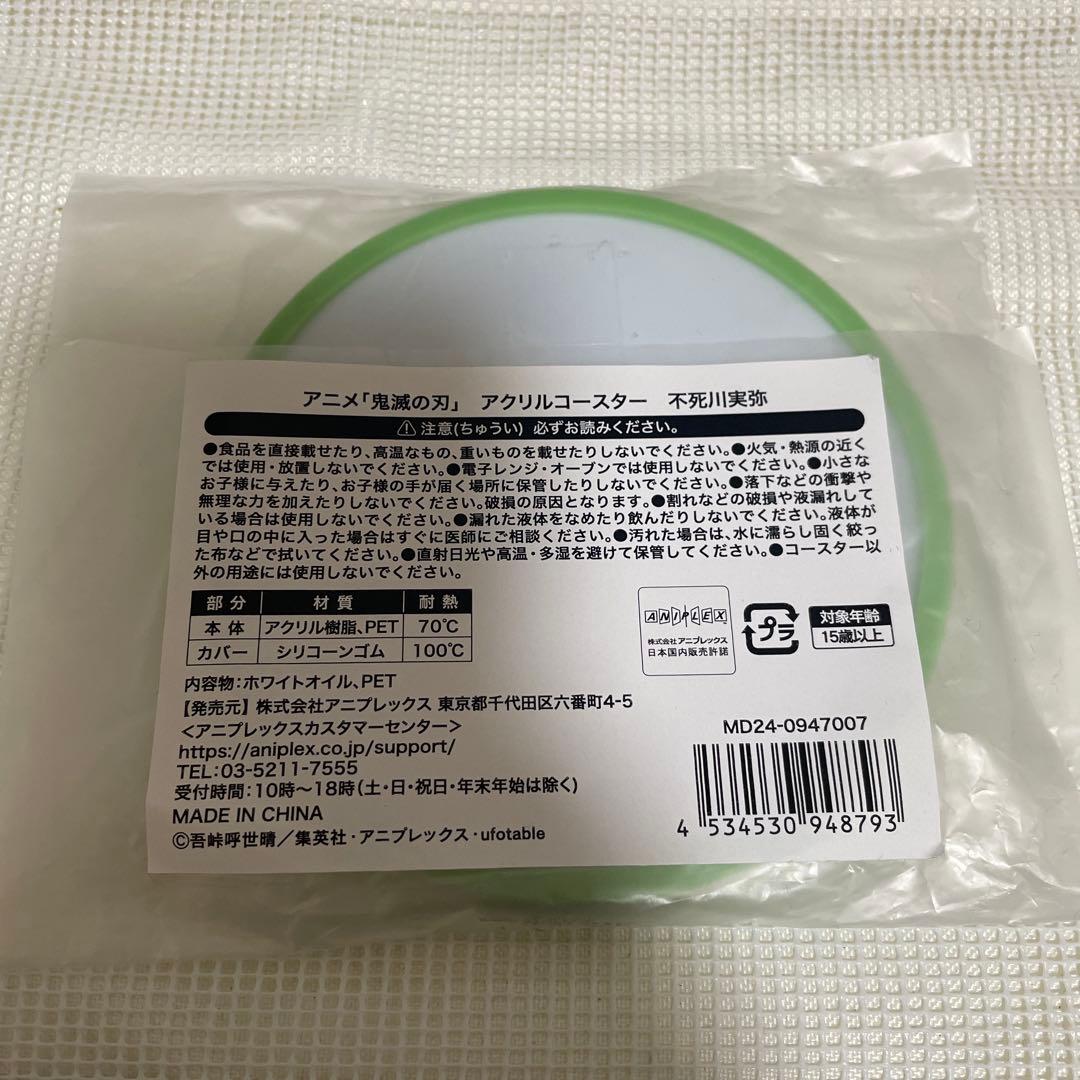 アニメ「鬼滅の刃」 アクリルコースター 不死川実弥
⚠ 注意(ちゅうい) 必ずお読みください。
●食品を直接載せたり、高温なもの、重いものを載せたりしないでください。●火気・熱源の近く
では使用・放置しないでください。●電子レンジ・オーブンでは使用しないでください。●小さな
お子様に与えたり、お子様の手が届く場所に保管したりしないでください。●落下などの衝撃や
無理な力を加えたりしないでください。破損の原因となります。●割れなどの破損や液漏れして
いる場合は使用しないでください。●漏れた液体をなめたり飲んだりしないでください。液体が
目や口の中に入った場合はすぐに医師にご相談ください。●汚れた場合は、水に濡らし固く絞っ
た布などで拭いてください。●直射日光や高温・多湿を避けて保管してください。●コースター以
外の用途には使用しないでください。
部分 材質 耐熱
本体 アクリル樹脂、PET 70℃
カバー シリコーンゴム 100℃
ANIPLEX
株式会社アニプレックス
日本国内販売許諾
プラ
対象年齢
15歳以上
内容物:ホワイトオイル、PET
【発売元】 株式会社アニプレックス 東京都千代田区六番町4-5
<アニプレックスカスタマーセンター>
https://aniplex.co.jp/support/
TEL:03-5211-7555
受付時間:10時～18時(土・日・祝日・年末年始は除く)
MADE IN CHINA
©吾峠呼世晴／集英社・アニプレックス・ufotable
MD24-0947007
4 534530 948793